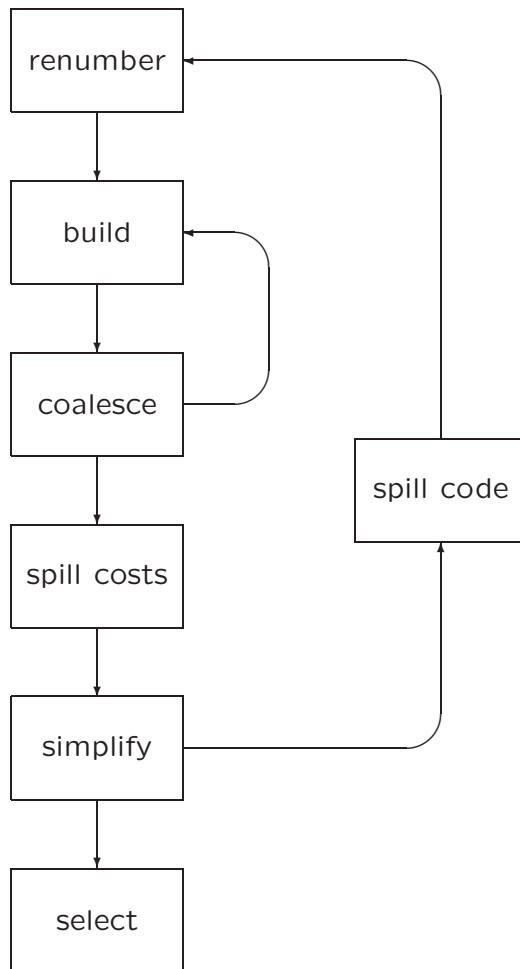 renumber
build
coalesce
spill code
spill costs
simplify
select